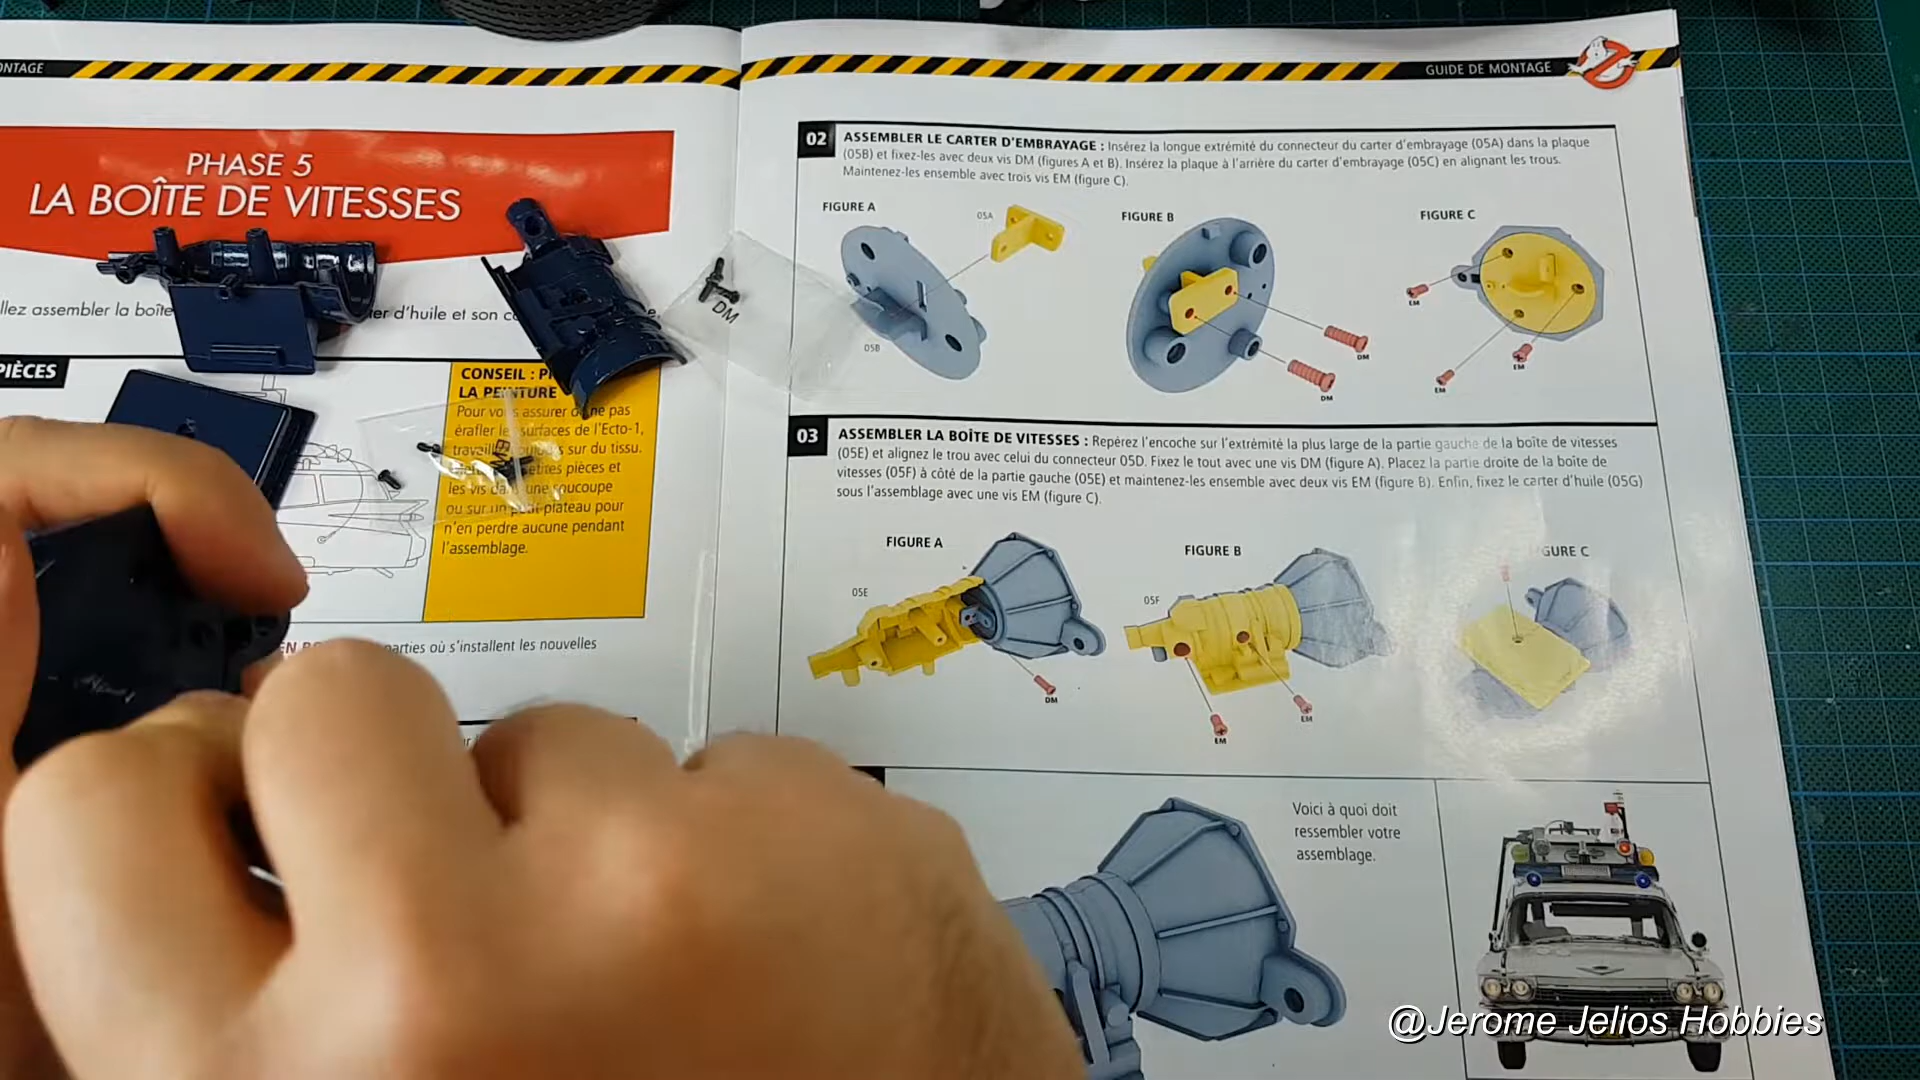 ONTAGE
PHASE 5
LA BOÎTE DE VITESSES
llez assembler la boîte d'huile et son
PIÈCES
CONSEIL :
LA PEINTURE
Pour vous assurer de ne pas
érafler les surfaces de l'Ecto-1,
travaillez toujours sur du tissu.
petites pièces et
les vis dans une soucoupe
ou sur un petit plateau pour
n'en perdre aucune pendant
l'assemblage.
EN parties où s'installent les nouvelles
DM
EM
GUIDE DE MONTAGE
02
ASSEMBLER LE CARTER D'EMBRAYAGE : Insérez la longue extrémité du connecteur du carter d'embrayage (05A) dans la plaque
(05B) et fixez-les avec deux vis DM (figures A et B). Insérez la plaque à l'arrière du carter d'embrayage (05C) en alignant les trous.
Maintenez-les ensemble avec trois vis EM (figure C).
FIGURE A
05A
05B
FIGURE B
DM
DM
FIGURE C
EM
EM
EM
03
ASSEMBLER LA BOÎTE DE VITESSES : Repérez l'encoche sur l'extrémité la plus large de la partie gauche de la boîte de vitesses
(05E) et alignez le trou avec celui du connecteur 05D. Fixez le tout avec une vis DM (figure A). Placez la partie droite de la boîte de
vitesses (05F) à côté de la partie gauche (05E) et maintenez-les ensemble avec deux vis EM (figure B). Enfin, fixez le carter d'huile (05G)
sous l'assemblage avec une vis EM (figure C).
FIGURE A
05E
DM
FIGURE B
05F
EM
EM
GURE C
Voici à quoi doit
ressembler votre
assemblage.
@Jerome Jelios Hobbies